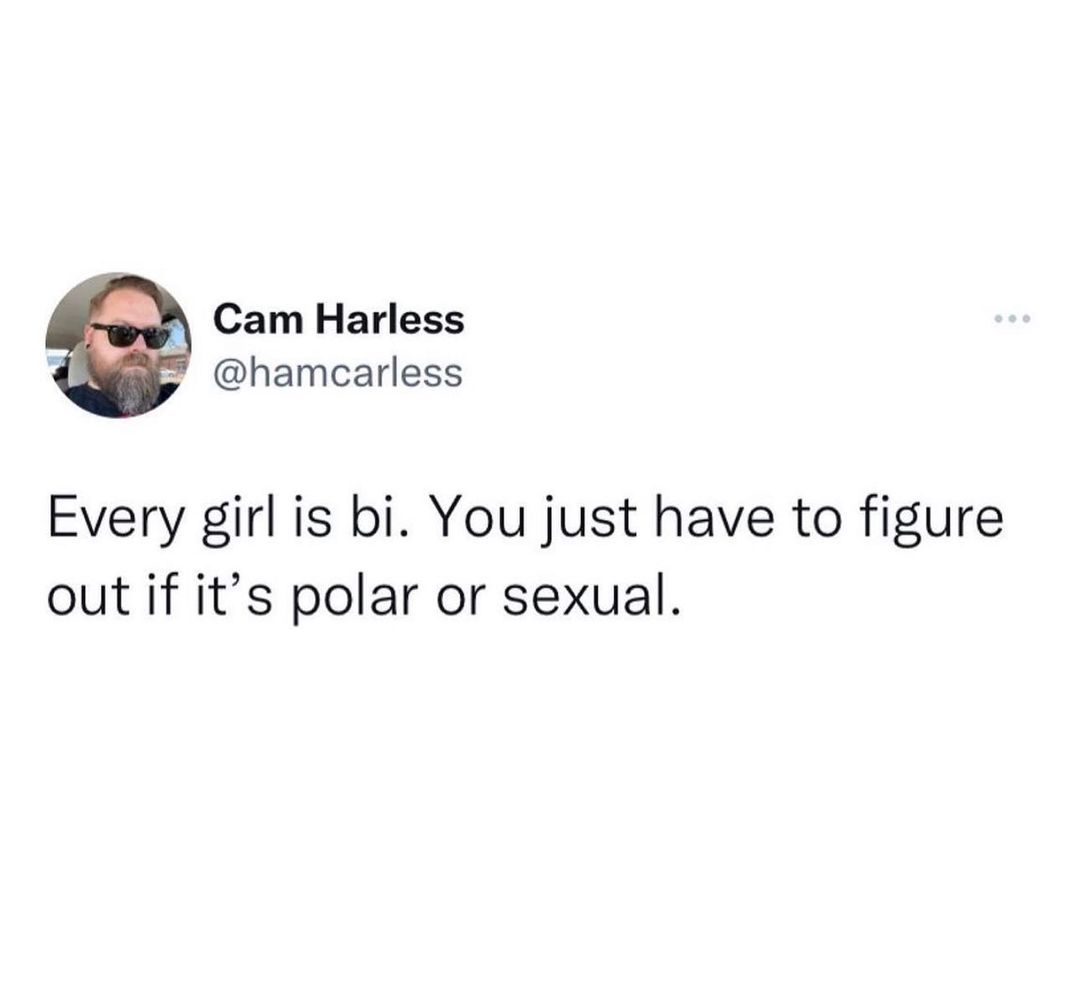 Cam Harless
@hamcarless
Every girl is bi. You just have to figure
out if it’s polar or sexual.